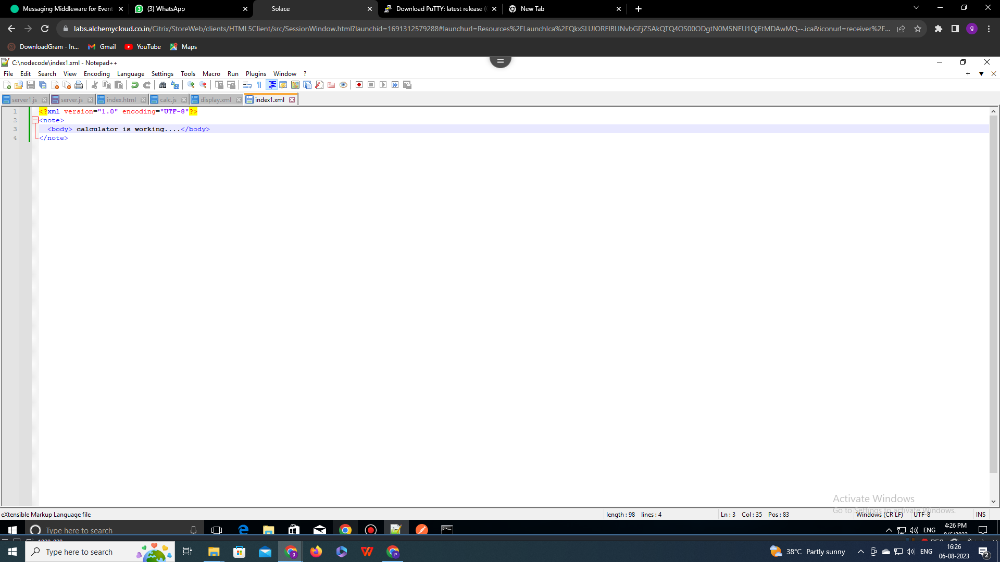 Messaging Middleware for Event
(3) WhatsApp
Solace
Download PuTTY: latest release (
New Tab
labs.alchemycloud.co.in/Citrix/StoreWeb/clients/HTML5Client/src/SessionWindow.html?launchid=1691312579288#launchurl=Resources%2FLaunchIca%2FQkxSLUlOREIBLlNvbGFjZSAkQTQ4OS00ODgtN0M5NEU1QjEtMDAwMQ--.ica&iconurl=receiver%2F...
g
DownloadGram - In...
Gmail
YouTube
Maps
C:\nodecode\index1.xml - Notepad++
File Edit Search View Encoding Language Settings Tools Macro Run Plugins Window ?
server1.js
server.js
index.html
calc.js
display.xml
index1.xml
1 <?xml version="1.0" encoding="UTF-8"?>
2 <note>
3 <body> calculator is working....</body>
4 </note>
Activate Windows
Go to Settings to activate Windows.
eXtensible Markup Language file
length : 98 lines : 4
Ln : 3 Col : 35 Pos : 83
Windows (CR LF)
UTF-8
INS
Type here to search
ENG
4:26 PM
Type here to search
38°C Partly sunny
ENG
16:26
06-08-2023
2